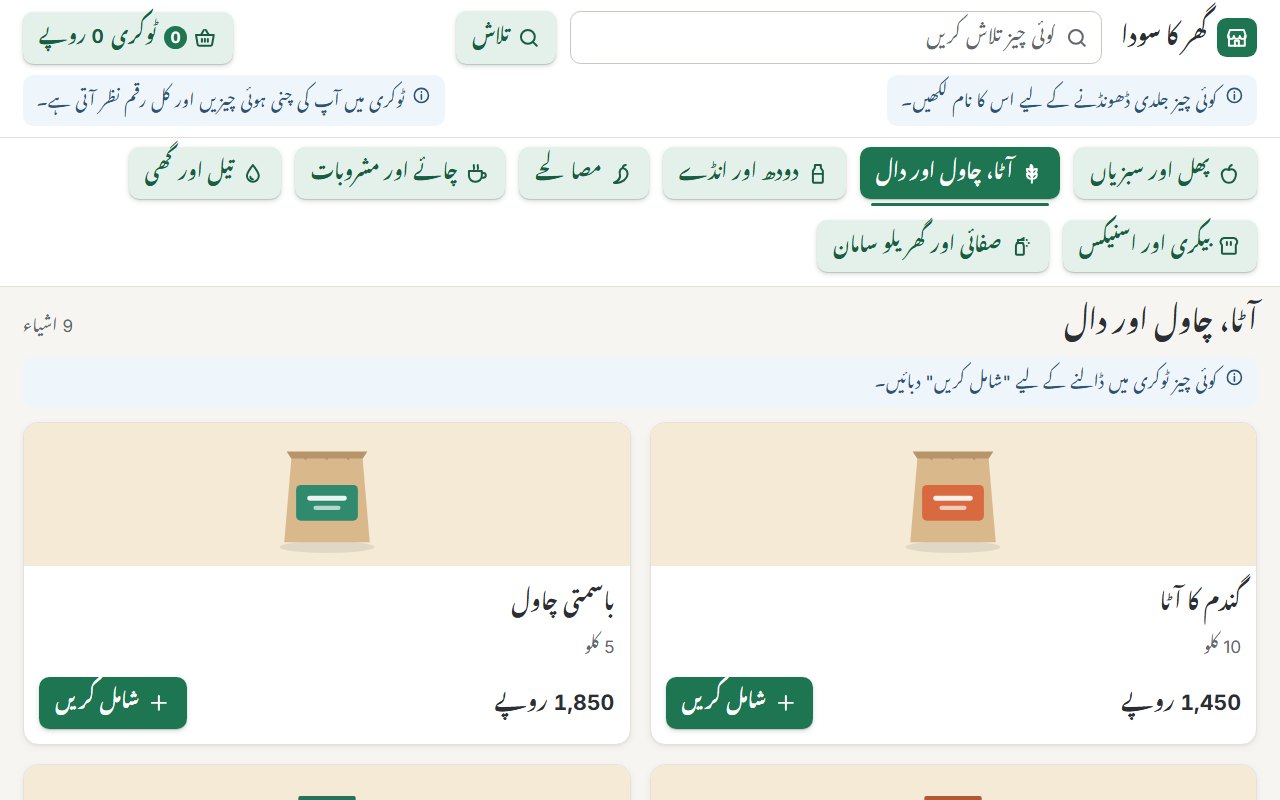 گھر کا سودا
کوئی چیز تلاش کریں
تلاش
ٹوکری 0 روپے
0
کوئی چیز جلدی ڈھونڈنے کے لیے اس کا نام لکھیں۔
ٹوکری میں آپ کی چنی ہوئی چیزیں اور کل رقم نظر آتی ہے۔
پھل اور سبزیاں
آٹا، چاول اور دال
دودھ اور انڈے
مصالحے
چائے اور مشروبات
تیل اور گھی
بیکری اور اسنیکس
صفائی اور گھریلو سامان
آٹا، چاول اور دال
9 اشیاء
کوئی چیز ٹوکری میں ڈالنے کے لیے "شامل کریں" دبائیں۔
گندم کا آٹا
10 کلو
1,450 روپے
شامل کریں
باسمتی چاول
5 کلو
1,850 روپے
شامل کریں